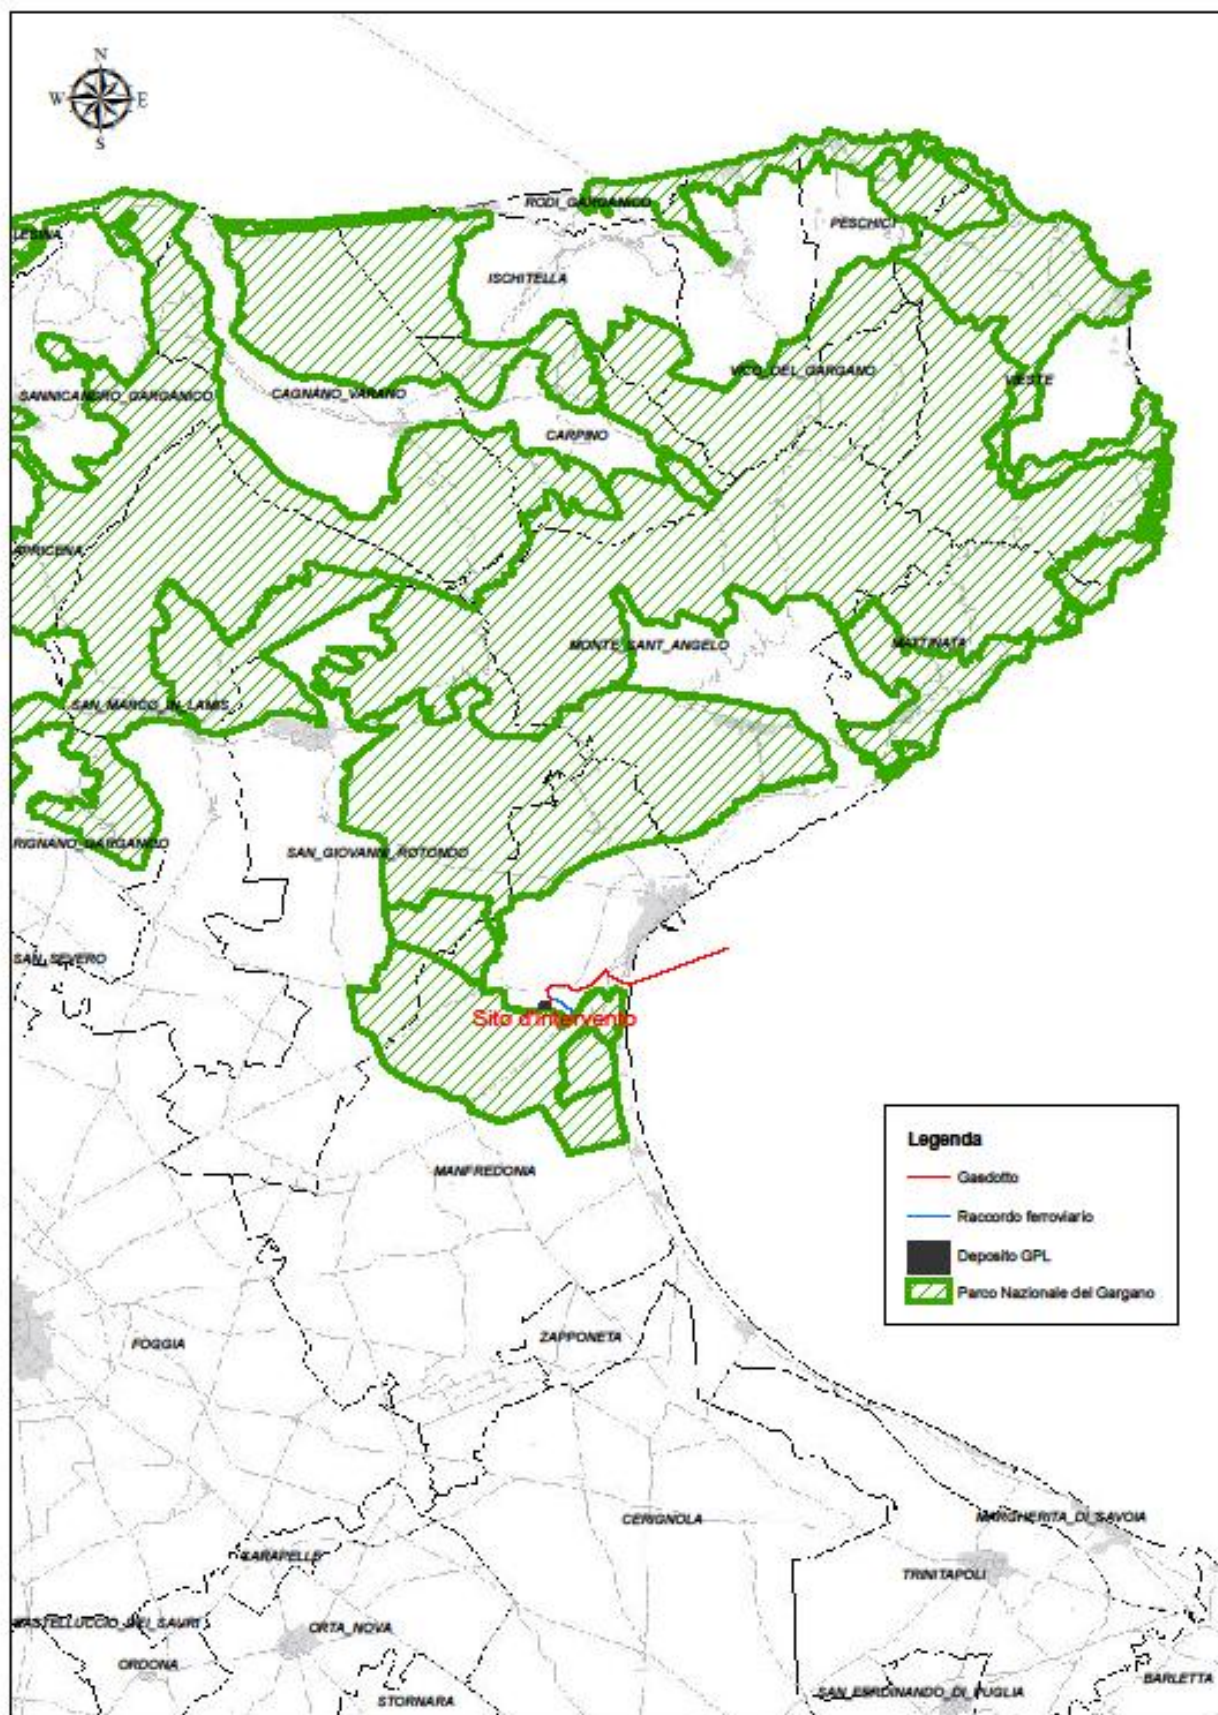 N
W E
S
RODI_GARGANICO
LESINA
PESCHICI
ISCHITELLA
VICO_DEL_GARGANO
VIESTE
SANNICANDRO_GARGANICO
CAGNANO_VARANO
CARPINO
APRICENA
MONTE_SANT_ANGELO
MATTINATA
SAN_MARCO_IN_LAMIS
RIGNANO_GARGANICO
SAN_GIOVANNI_ROTONDO
SAN_SEVERO
Sito d'intervento
MANFREDONIA
Legenda
Gasdotto
Raccordo ferroviario
Deposito GPL
Parco Nazionale del Gargano
FOGGIA
ZAPPONETA
CERIGNOLA
MARGHERITA_DI_SAVOIA
CARAPELLE
TRINITAPOLI
CASTELLUCCIO_DEI_SAURI
ORTA_NOVA
ORDONA
STORNARA
SAN_FERDINANDO_DI_PUGLIA
BARLETTA